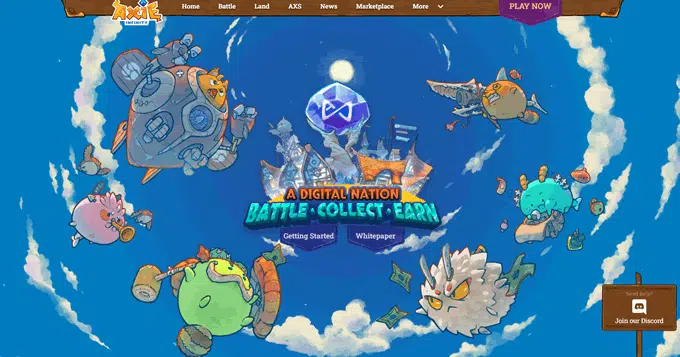 AXIE
INFINITY
Home Battle Land AXS News Marketplace More
PLAY NOW
A DIGITAL NATION
BATTLE · COLLECT · EARN
Getting Started Whitepaper
Need help?
Join our Discord